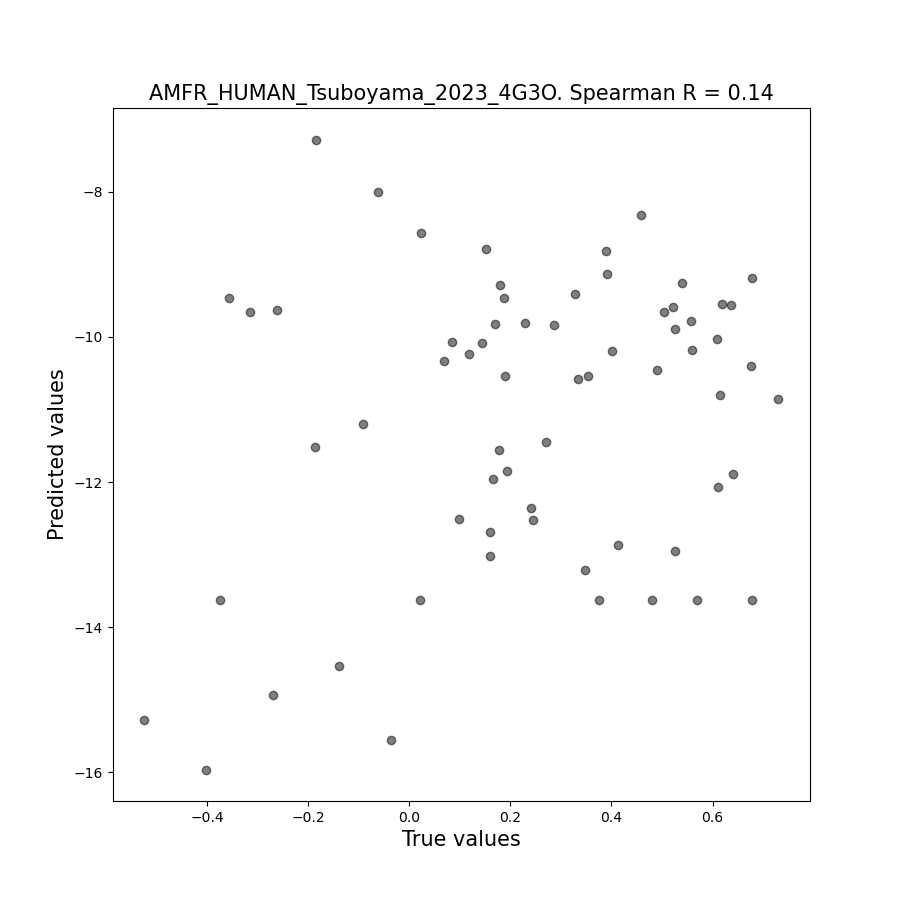 AMFR_HUMAN_Tsuboyama_2023_4G3O. Spearman R = 0.14
Predicted values
−8
−10
−12
−14
−16
−0.4 −0.2 0.0 0.2 0.4 0.6
True values